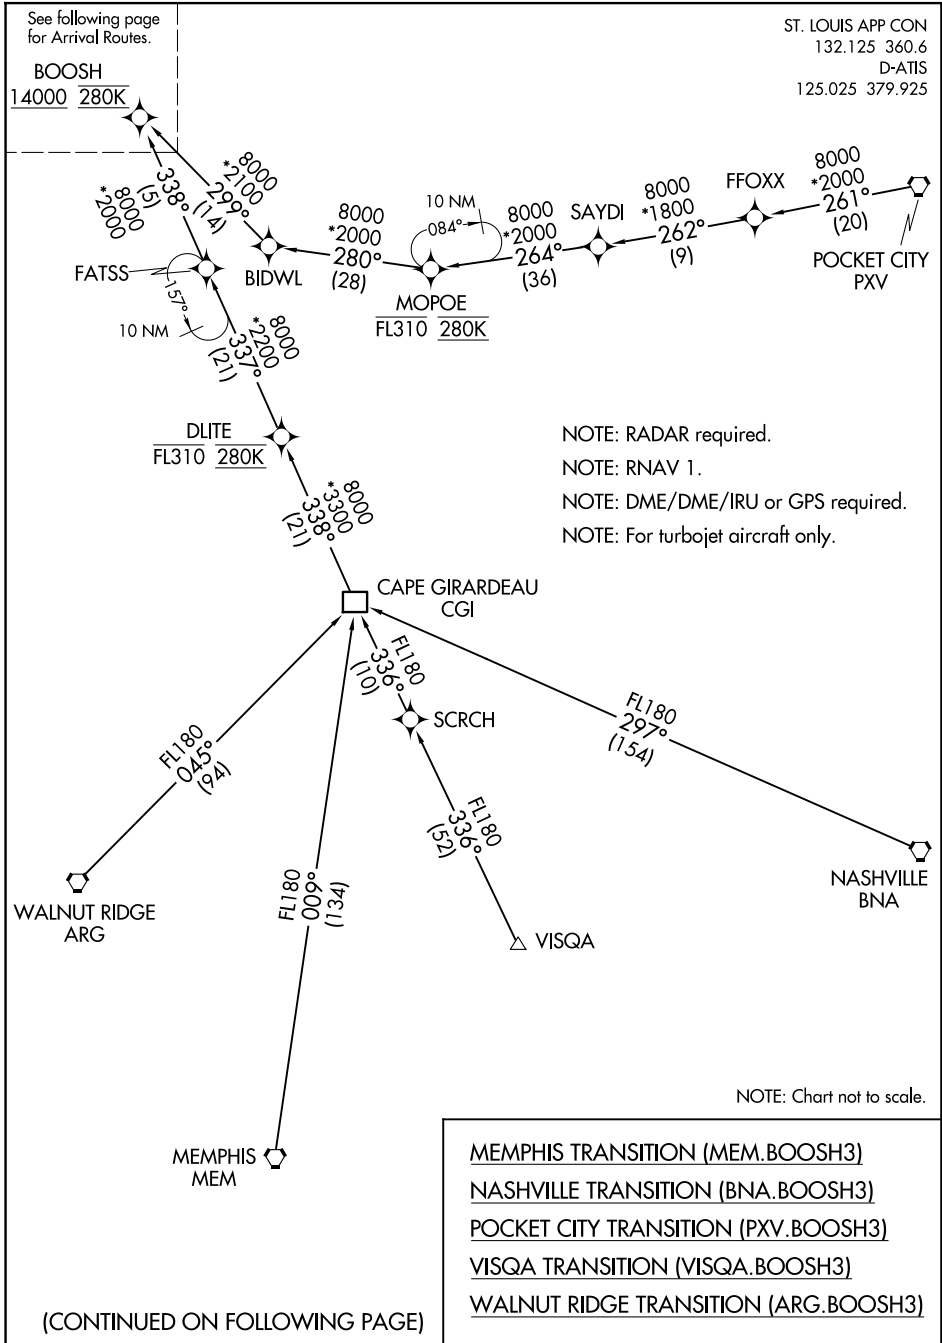 See following page
for Arrival Routes.
ST. LOUIS APP CON
132.125 360.6
D-ATIS
125.025 379.925
BOOSH
14000 280K
8000
*2000
338°
(5)
8000
*2100
299°
(14)
8000
*2000
280°
(28)
10 NM
084°
8000
*2000
264°
(36)
SAYDI
8000
*1800
262°
(9)
FFOXX
8000
*2000
261°
(20)
POCKET CITY
PXV
FATSS
BIDWL
MOPOE
FL310 280K
157°
10 NM
8000
*2200
337°
(21)
DLITE
FL310 280K
NOTE: RADAR required.
NOTE: RNAV 1.
NOTE: DME/DME/IRU or GPS required.
NOTE: For turbojet aircraft only.
8000
*3300
338°
(21)
CAPE GIRARDEAU
CGI
FL180
336°
(10)
SCRCH
FL180
297°
(154)
FL180
045°
(94)
FL180
336°
(52)
FL180
009°
(134)
WALNUT RIDGE
ARG
VISQA
NASHVILLE
BNA
NOTE: Chart not to scale.
MEMPHIS
MEM
MEMPHIS TRANSITION (MEM.BOOSH3)
NASHVILLE TRANSITION (BNA.BOOSH3)
POCKET CITY TRANSITION (PXV.BOOSH3)
VISQA TRANSITION (VISQA.BOOSH3)
WALNUT RIDGE TRANSITION (ARG.BOOSH3)
(CONTINUED ON FOLLOWING PAGE)